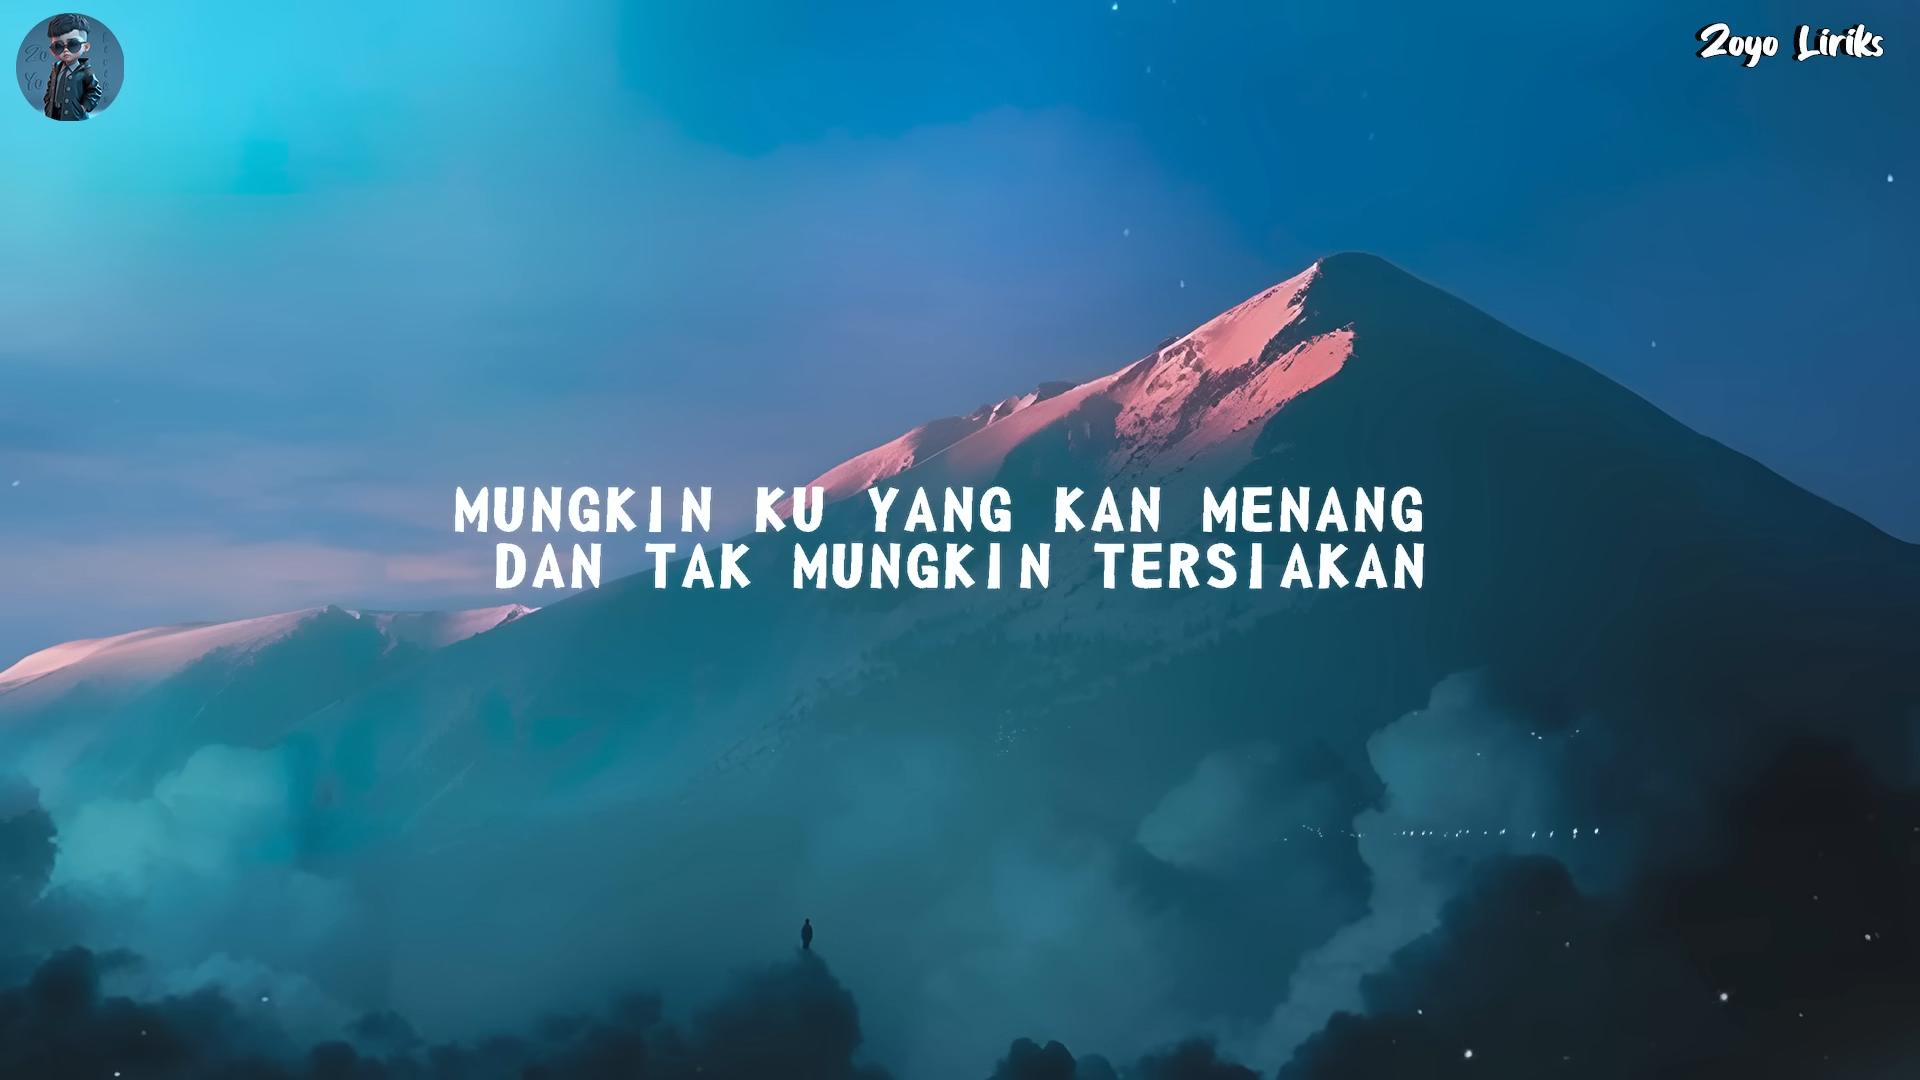 Zoyo Liriks
MUNGKIN KU YANG KAN MENANG
DAN TAK MUNGKIN TERSIAKAN